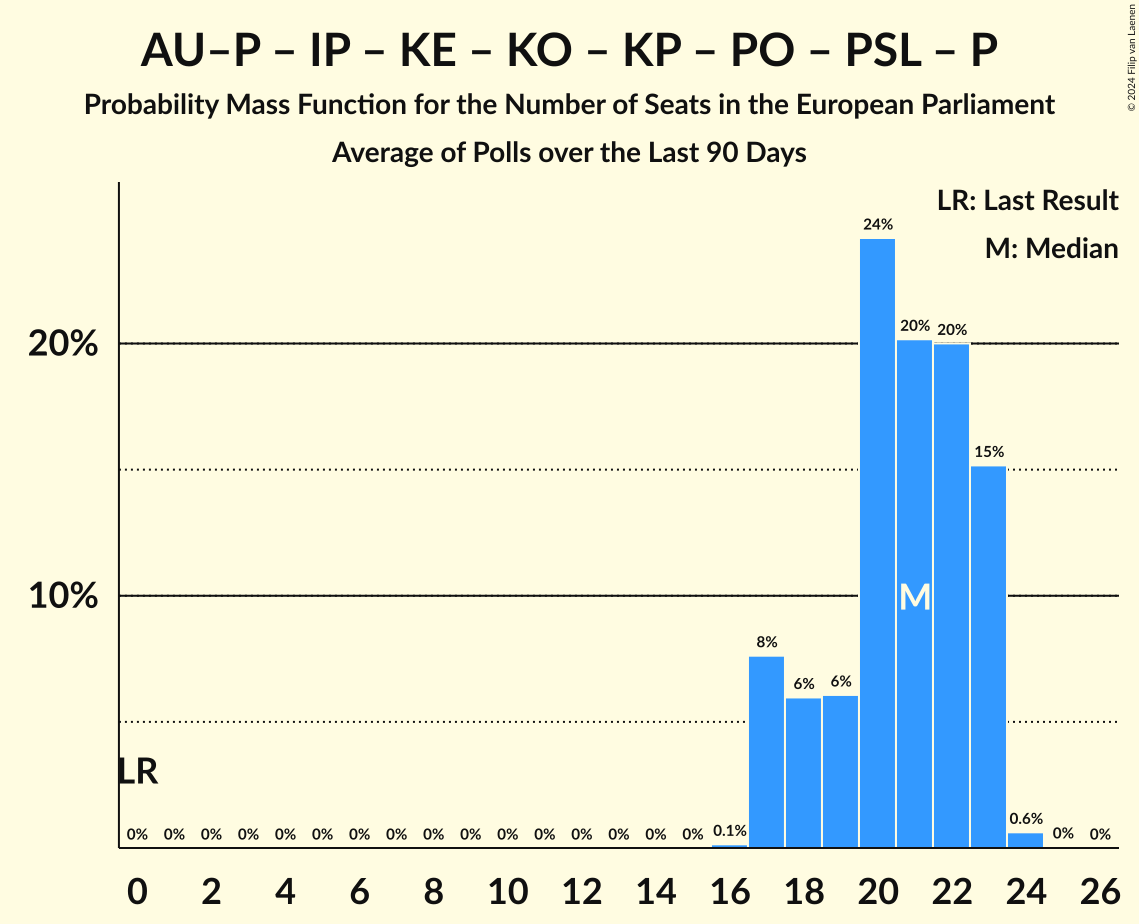 AU–P – IP – KE – KO – KP – PO – PSL – P
Probability Mass Function for the Number of Seats in the European Parliament
Average of Polls over the Last 90 Days
© 2024 Filip van Laenen
LR: Last Result
M: Median
24%
20%
20% 20%
15%
10%
M
8%
6% 6%
LR
0% 0% 0% 0% 0% 0% 0% 0% 0% 0% 0% 0% 0% 0% 0% 0% 0.1% 0.6% 0% 0%
0 2 4 6 8 10 12 14 16 18 20 22 24 26